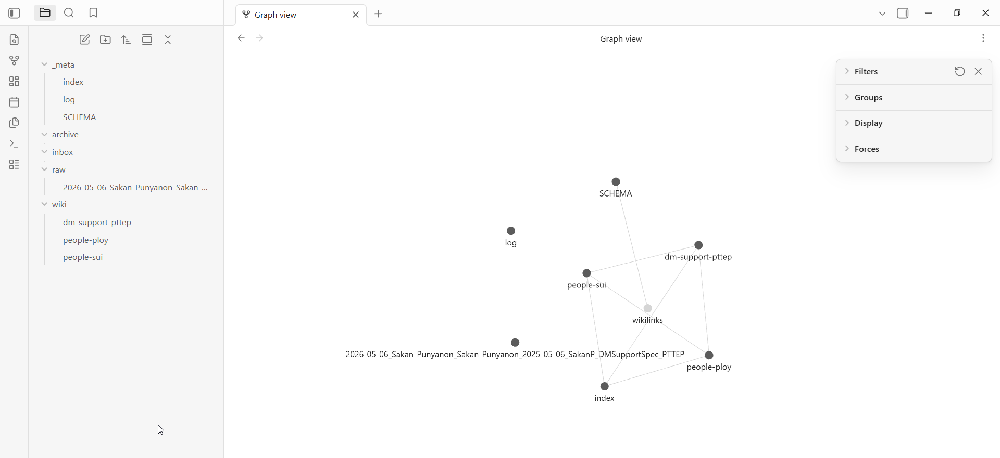 Graph view
Graph view
_meta
index
log
SCHEMA
archive
inbox
raw
2026-05-06_Sakan-Punyanon_Sakan-...
wiki
dm-support-pttep
people-ploy
people-sui
Filters
Groups
Display
Forces
SCHEMA
log
dm-support-pttep
people-sui
wikilinks
2026-05-06_Sakan-Punyanon_Sakan-Punyanon_2025-05-06_SakanP_DMSupportSpec_PTTEP
people-ploy
index